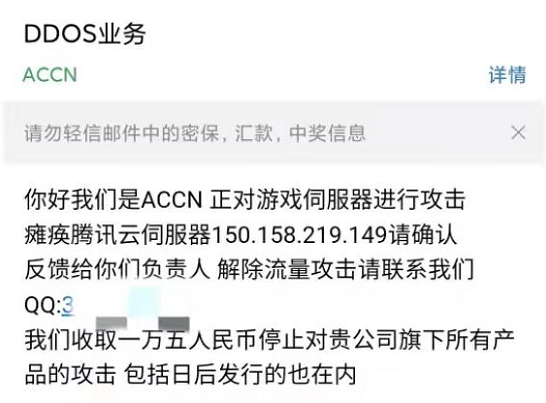 DDOS业务
ACCN
详情
请勿轻信邮件中的密保，汇款，中奖信息
你好我们是ACCN 正对游戏伺服器进行攻击
瘫痪腾讯云伺服器150.158.219.149请确认
反馈给你们负责人 解除流量攻击请联系我们
QQ:3
我们收取一万五人民币停止对贵公司旗下所有产
品的攻击 包括日后发行的也在内